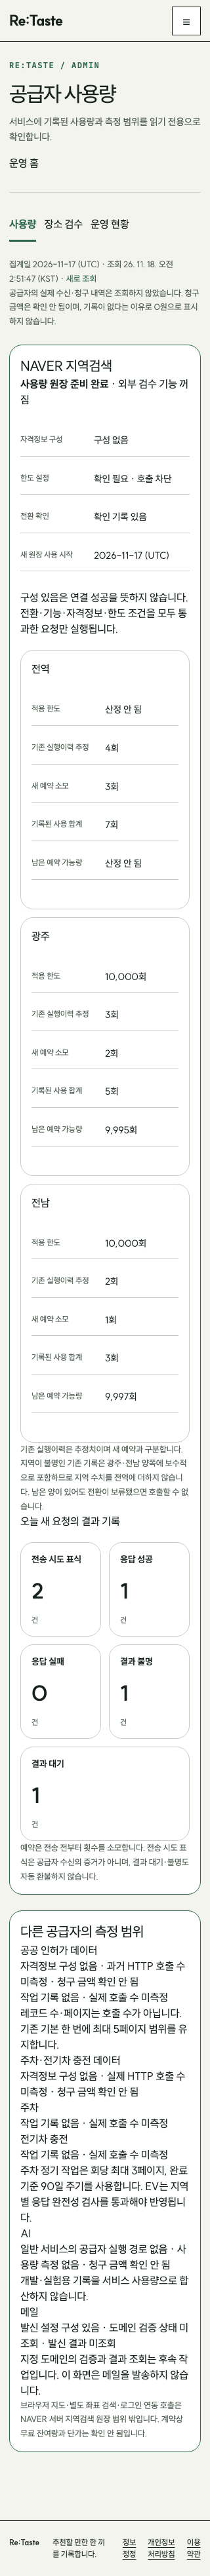 Re:Taste
≡
RE:TASTE / ADMIN
공급자 사용량
서비스에 기록된 사용량과 측정 범위를 읽기 전용으로
확인합니다.
운영 홈
사용량 장소 검수 운영 현황
집계일 2026-11-17 (UTC) · 조회 26. 11. 18. 오전
2:51:47 (KST) · 새로 조회
공급자의 실제 수신·청구 내역은 조회하지 않았습니다. 청구
금액은 확인 안 됨이며, 기록이 없다는 이유로 0원으로 표시
하지 않습니다.
NAVER 지역검색
사용량 원장 준비 완료 · 외부 검수 기능 꺼
짐
자격정보 구성 구성 없음
한도 설정 확인 필요 · 호출 차단
전환 확인 확인 기록 있음
새 원장 사용 시작 2026-11-17 (UTC)
구성 있음은 연결 성공을 뜻하지 않습니다.
전환·기능·자격정보·한도 조건을 모두 통
과한 요청만 실행됩니다.
전역
적용 한도 산정 안 됨
기존 실행이력 추정 4회
새 예약 소모 3회
기록된 사용 합계 7회
남은 예약 가능량 산정 안 됨
광주
적용 한도 10,000회
기존 실행이력 추정 3회
새 예약 소모 2회
기록된 사용 합계 5회
남은 예약 가능량 9,995회
전남
적용 한도 10,000회
기존 실행이력 추정 2회
새 예약 소모 1회
기록된 사용 합계 3회
남은 예약 가능량 9,997회
기존 실행이력은 추정치이며 새 예약과 구분합니다.
지역이 불명인 기존 기록은 광주·전남 양쪽에 보수적
으로 포함하므로 지역 수치를 전역에 더하지 않습니
다. 남은 양이 있어도 전환이 보류됐으면 호출할 수 없
습니다.
오늘 새 요청의 결과 기록
전송 시도 표식 응답 성공
2 1
건 건
응답 실패 결과 불명
0 1
건 건
결과 대기
1
건
예약은 전송 전부터 횟수를 소모합니다. 전송 시도 표
식은 공급자 수신의 증거가 아니며, 결과 대기·불명도
자동 환불하지 않습니다.
다른 공급자의 측정 범위
공공 인허가 데이터
자격정보 구성 없음 · 과거 HTTP 호출 수
미측정 · 청구 금액 확인 안 됨
작업 기록 없음 · 실제 호출 수 미측정
레코드 수·페이지는 호출 수가 아닙니다.
기존 기본 한 번에 최대 5페이지 범위를 유
지합니다.
주차·전기차 충전 데이터
자격정보 구성 없음 · 실제 HTTP 호출 수
미측정 · 청구 금액 확인 안 됨
주차
작업 기록 없음 · 실제 호출 수 미측정
전기차 충전
작업 기록 없음 · 실제 호출 수 미측정
주차 정기 작업은 회당 최대 3페이지, 완료
기준 90일 주기를 사용합니다. EV는 지역
별 응답 완전성 검사를 통과해야 반영됩니
다.
AI
일반 서비스의 공급자 실행 경로 없음 · 사
용량 측정 없음 · 청구 금액 확인 안 됨
개발·실험용 기록을 서비스 사용량으로 합
산하지 않습니다.
메일
발신 설정 구성 있음 · 도메인 검증 상태 미
조회 · 발신 결과 미조회
지정 도메인의 검증과 결과 조회는 후속 작
업입니다. 이 화면은 메일을 발송하지 않습
니다.
브라우저 지도·별도 좌표 검색·로그인 연동 호출은
NAVER 서버 지역검색 원장 범위 밖입니다. 계약상
무료 잔여량과 단가는 확인 안 됨입니다.
Re:Taste 추천할 만한 한 끼 정보 개인정보 이용
를 기록합니다. 정정 처리방침 약관